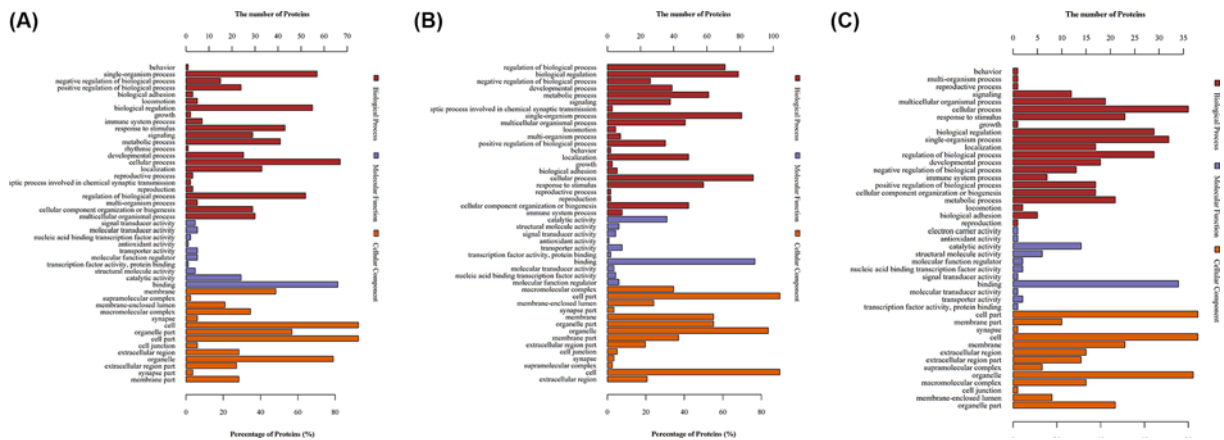 (A)
The number of Proteins
0 10 20 30 40 50 60 70
behavior
single-organism process
negative regulation of biological process
positive regulation of biological process
biological adhesion
locomotion
biological regulation
growth
immune system process
response to stimulus
signaling
metabolic process
rhythmic process
developmental process
cellular process
localization
reproductive process
ptic process involved in chemical synaptic transmission
reproduction
regulation of biological process
multi-organism process
cellular component organization or biogenesis
multicellular organismal process
signal transducer activity
molecular transducer activity
nucleic acid binding transcription factor activity
antioxidant activity
transporter activity
molecular function regulator
transcription factor activity, protein binding
structural molecule activity
catalytic activity
binding
membrane
supramolecular complex
membrane-enclosed lumen
macromolecular complex
synapse
cell
organelle part
cell part
cell junction
extracellular region
organelle
extracellular region part
synapse part
membrane part
0 20 40 60 80
Percentage of Proteins (%)
Biological Process
Molecular Function
Cellular Component
(B)
The number of Proteins
0 20 40 60 80 100
regulation of biological process
biological regulation
negative regulation of biological process
developmental process
metabolic process
signaling
ptic process involved in chemical synaptic transmission
single-organism process
multicellular organismal process
locomotion
multi-organism process
positive regulation of biological process
behavior
localization
growth
biological adhesion
cellular process
response to stimulus
reproductive process
reproduction
cellular component organization or biogenesis
immune system process
catalytic activity
structural molecule activity
signal transducer activity
antioxidant activity
transporter activity
transcription factor activity, protein binding
binding
molecular transducer activity
nucleic acid binding transcription factor activity
molecular function regulator
macromolecular complex
cell part
membrane-enclosed lumen
synapse part
membrane
organelle part
organelle
membrane part
extracellular region part
cell junction
synapse
supramolecular complex
cell
extracellular region
0 20 40 60 80
Percentage of Proteins (%)
Biological Process
Molecular Function
Cellular Component
(C)
The number of Proteins
0 5 10 15 20 25 30 35
behavior
multi-organism process
reproductive process
signaling
multicellular organismal process
cellular process
response to stimulus
growth
biological regulation
single-organism process
localization
regulation of biological process
developmental process
negative regulation of biological process
immune system process
positive regulation of biological process
cellular component organization or biogenesis
metabolic process
locomotion
biological adhesion
reproduction
electron carrier activity
antioxidant activity
catalytic activity
structural molecule activity
molecular function regulator
nucleic acid binding transcription factor activity
signal transducer activity
binding
molecular transducer activity
transporter activity
transcription factor activity, protein binding
cell part
membrane part
synapse
cell
membrane
extracellular region
extracellular region part
supramolecular complex
organelle
macromolecular complex
cell junction
membrane-enclosed lumen
organelle part
Biological Process
Molecular Function
Cellular Component